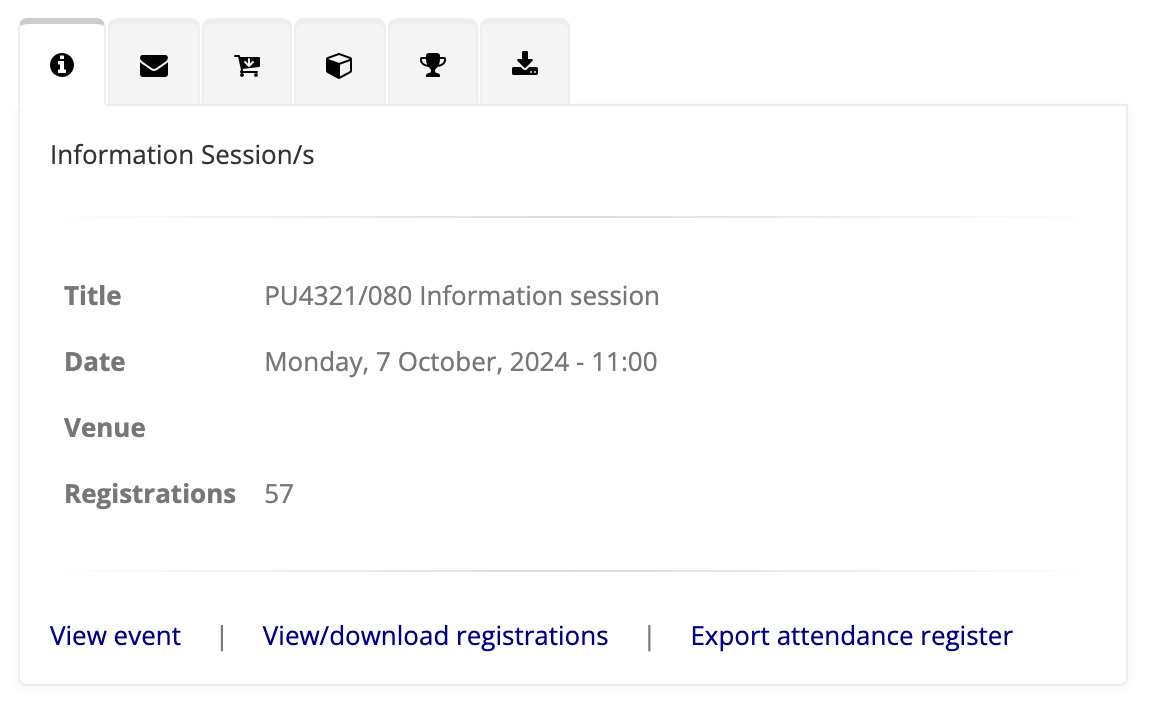 Information Session/s
Title PU4321/080 Information session
Date Monday, 7 October, 2024 - 11:00
Venue
Registrations 57
View event | View/download registrations | Export attendance register